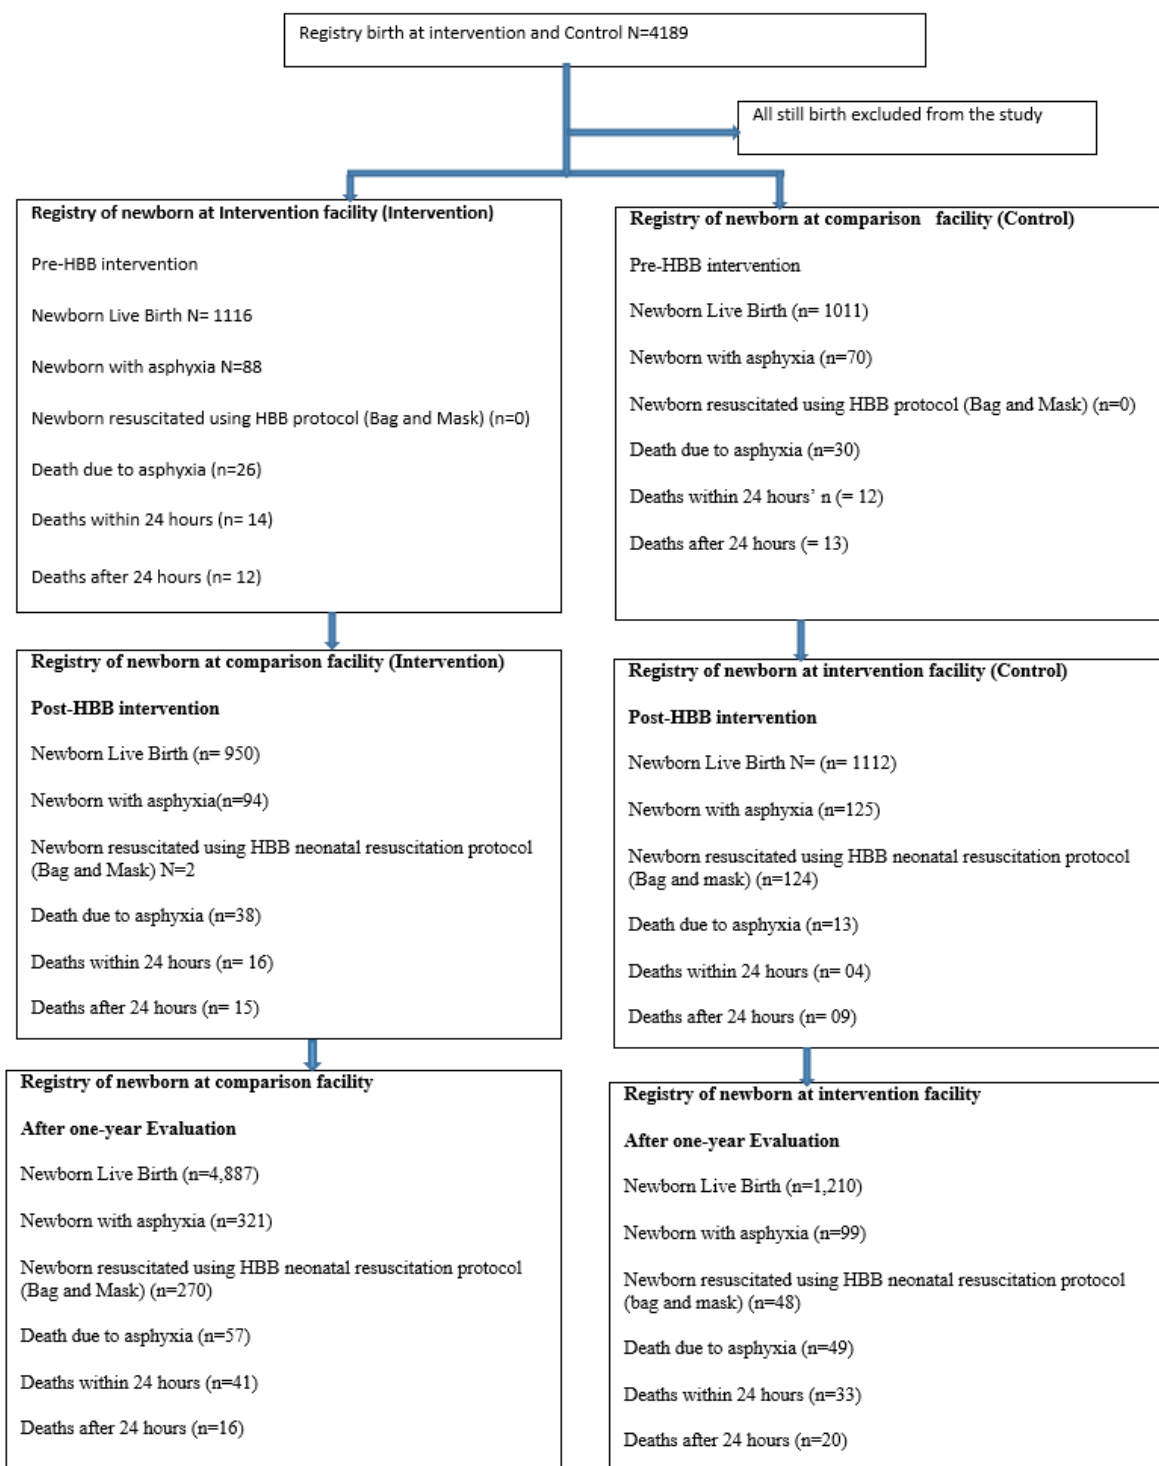 Registry birth at intervention and Control N=4189
All still birth excluded from the study
Registry of newborn at Intervention facility (Intervention)
Pre-HBB intervention
Newborn Live Birth N= 1116
Newborn with asphyxia N=88
Newborn resuscitated using HBB protocol (Bag and Mask) (n=0)
Death due to asphyxia (n=26)
Deaths within 24 hours (n= 14)
Deaths after 24 hours (n= 12)
Registry of newborn at comparison facility (Control)
Pre-HBB intervention
Newborn Live Birth (n= 1011)
Newborn with asphyxia (n=70)
Newborn resuscitated using HBB protocol (Bag and Mask) (n=0)
Death due to asphyxia (n=30)
Deaths within 24 hours’ n (= 12)
Deaths after 24 hours (= 13)
Registry of newborn at comparison facility (Intervention)
Post-HBB intervention
Newborn Live Birth (n= 950)
Newborn with asphyxia(n=94)
Newborn resuscitated using HBB neonatal resuscitation protocol
(Bag and Mask) N=2
Death due to asphyxia (n=38)
Deaths within 24 hours (n= 16)
Deaths after 24 hours (n= 15)
Registry of newborn at intervention facility (Control)
Post-HBB intervention
Newborn Live Birth N= (n= 1112)
Newborn with asphyxia (n=125)
Newborn resuscitated using HBB neonatal resuscitation protocol
(Bag and mask) (n=124)
Death due to asphyxia (n=13)
Deaths within 24 hours (n= 04)
Deaths after 24 hours (n= 09)
Registry of newborn at comparison facility
After one-year Evaluation
Newborn Live Birth (n=4,887)
Newborn with asphyxia (n=321)
Newborn resuscitated using HBB neonatal resuscitation protocol
(Bag and Mask) (n=270)
Death due to asphyxia (n=57)
Deaths within 24 hours (n=41)
Deaths after 24 hours (n=16)
Registry of newborn at intervention facility
After one-year Evaluation
Newborn Live Birth (n=1,210)
Newborn with asphyxia (n=99)
Newborn resuscitated using HBB neonatal resuscitation protocol
(bag and mask) (n=48)
Death due to asphyxia (n=49)
Deaths within 24 hours (n=33)
Deaths after 24 hours (n=20)